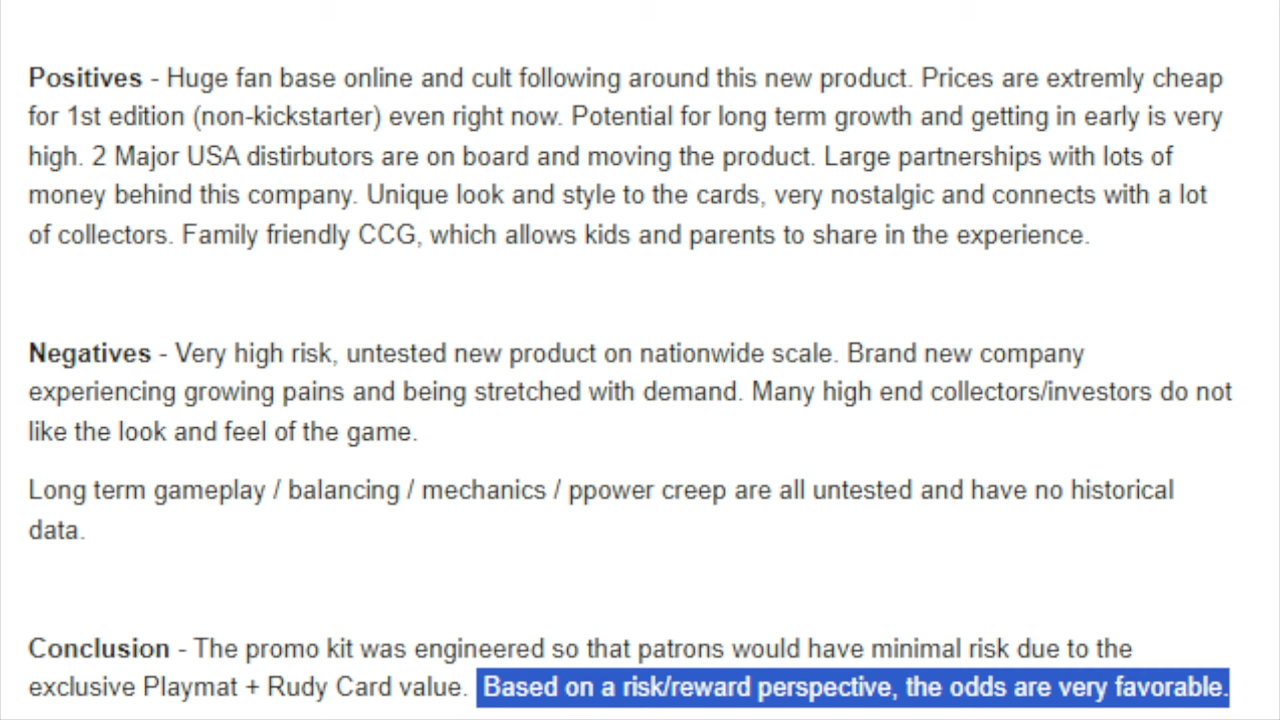 Positives - Huge fan base online and cult following around this new product. Prices are extremly cheap
for 1st edition (non-kickstarter) even right now. Potential for long term growth and getting in early is very
high. 2 Major USA distirbutors are on board and moving the product. Large partnerships with lots of
money behind this company. Unique look and style to the cards, very nostalgic and connects with a lot
of collectors. Family friendly CCG, which allows kids and parents to share in the experience.
Negatives - Very high risk, untested new product on nationwide scale. Brand new company
experiencing growing pains and being stretched with demand. Many high end collectors/investors do not
like the look and feel of the game.
Long term gameplay / balancing / mechanics / ppower creep are all untested and have no historical
data.
Conclusion - The promo kit was engineered so that patrons would have minimal risk due to the
exclusive Playmat + Rudy Card value. Based on a risk/reward perspective, the odds are very favorable.